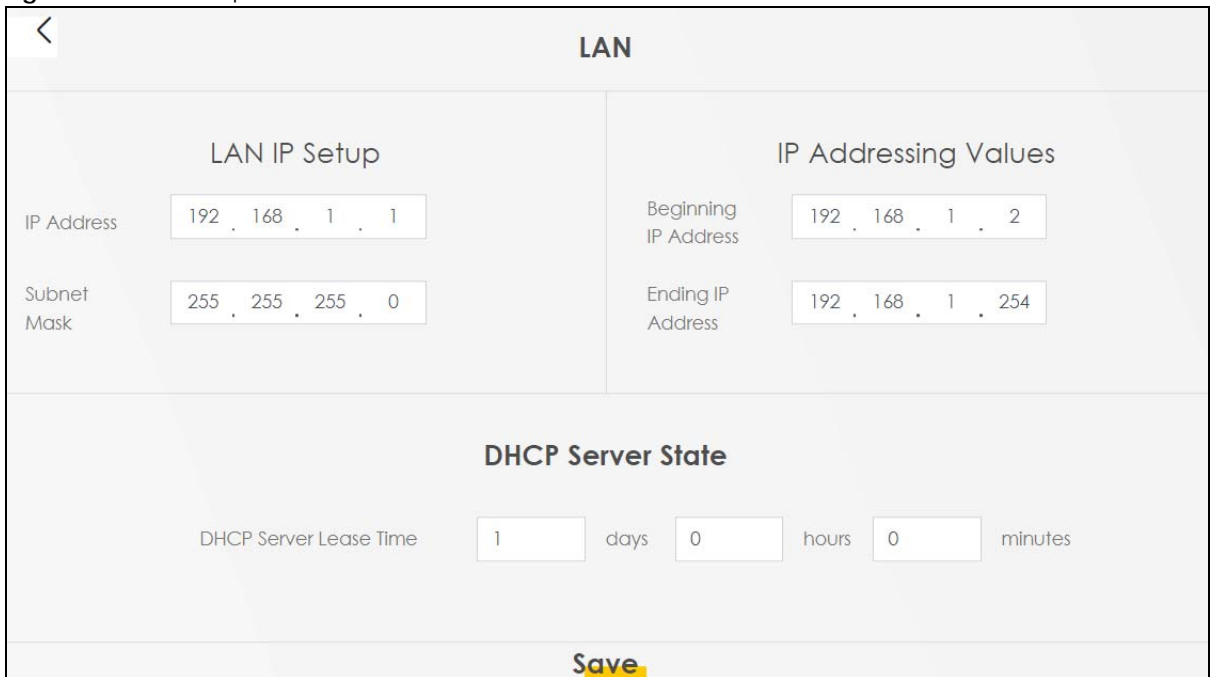 LAN
LAN IP Setup
IP Address 192 . 168 . 1 . 1
Subnet
Mask
255 . 255 . 255 . 0
IP Addressing Values
Beginning
IP Address
192 . 168 . 1 . 2
Ending IP
Address
192 . 168 . 1 . 254
DHCP Server State
DHCP Server Lease Time 1 days 0 hours 0 minutes
Save